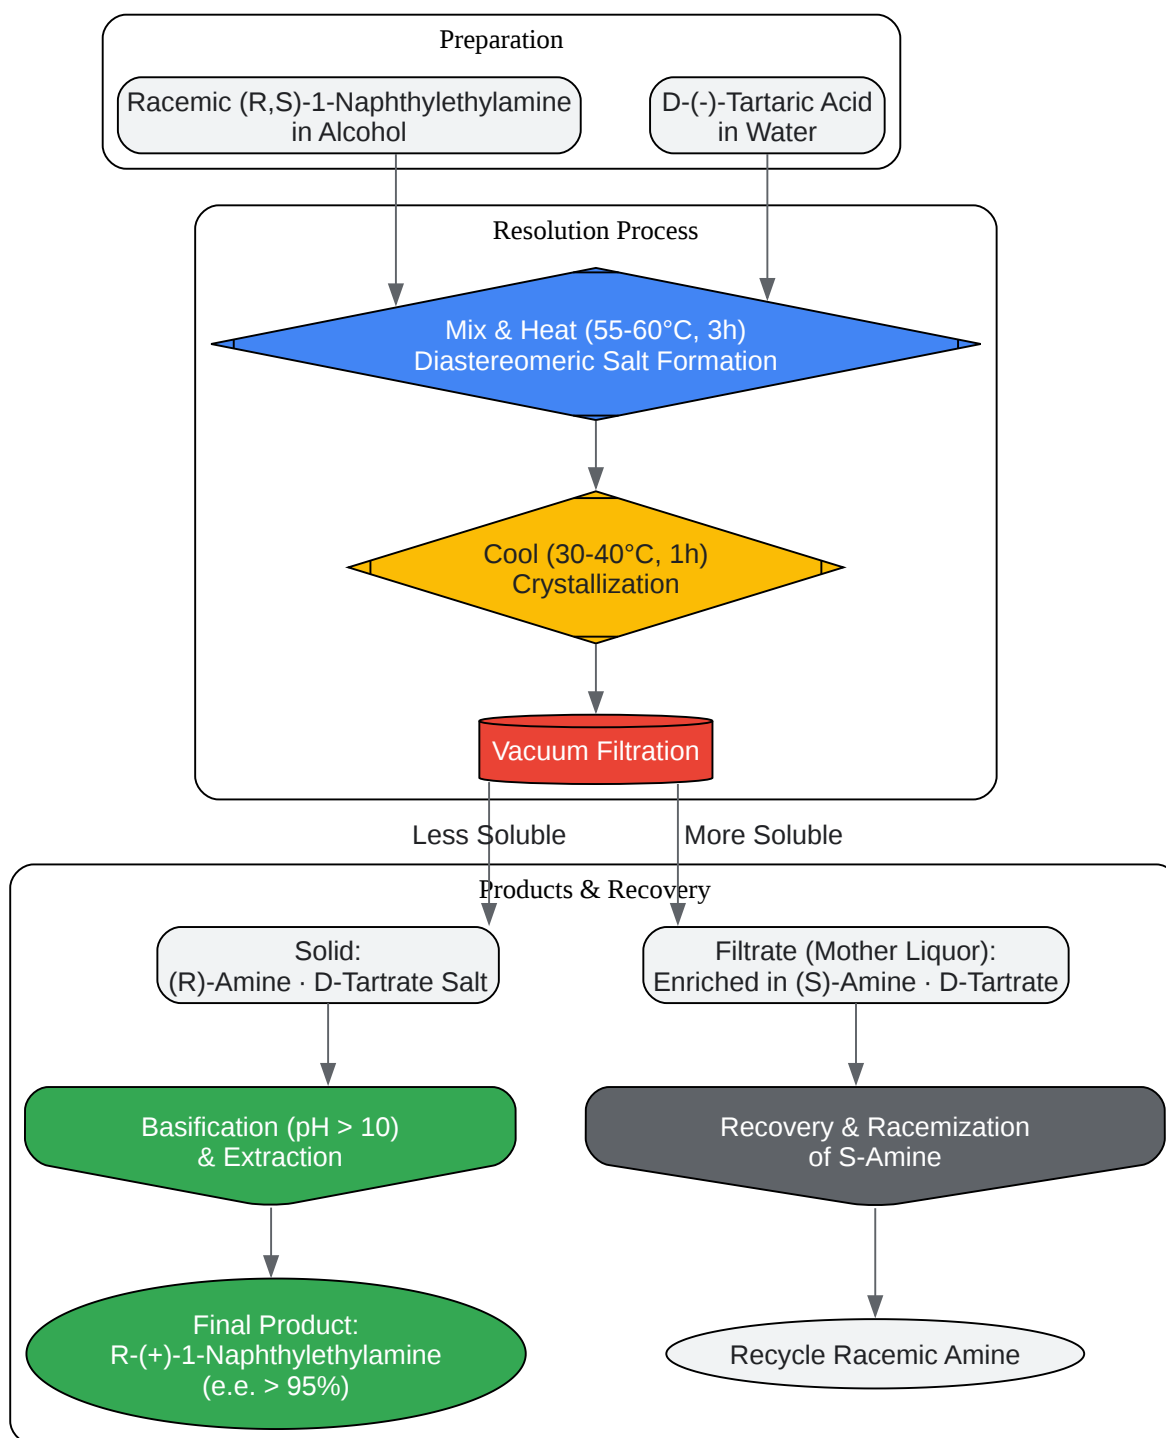 Preparation
Racemic (R,S)-1-Naphthylethylamine
in Alcohol
D-(-)-Tartaric Acid
in Water
Resolution Process
Mix & Heat (55-60°C, 3h)
Diastereomeric Salt Formation
Cool (30-40°C, 1h)
Crystallization
Vacuum Filtration
Less Soluble
More Soluble
Products & Recovery
Solid:
(R)-Amine · D-Tartrate Salt
Filtrate (Mother Liquor):
Enriched in (S)-Amine · D-Tartrate
Basification (pH > 10)
& Extraction
Recovery & Racemization
of S-Amine
Final Product:
R-(+)-1-Naphthylethylamine
(e.e. > 95%)
Recycle Racemic Amine